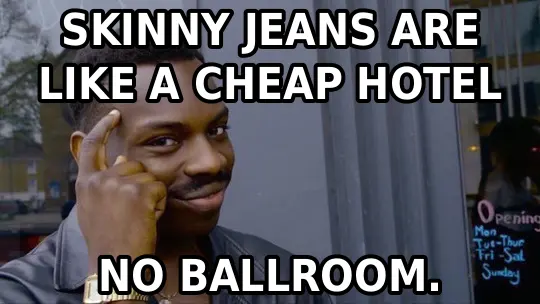 SKINNY JEANS ARE
LIKE A CHEAP HOTEL
Opening
Mon
Tue-Thur
Fri-Sat
Sunday
NO BALLROOM.